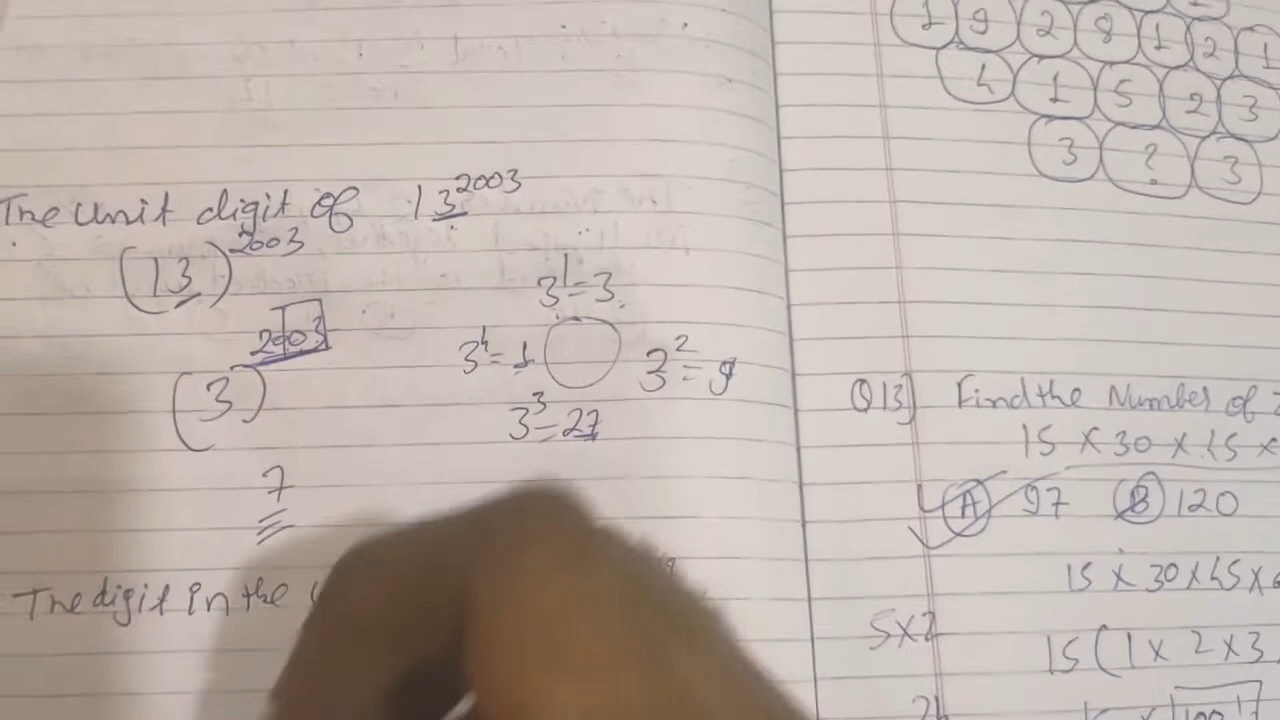 The Unit digit of 13^2003
(13)^2003
(3)^2003
3^1=3
3^4=1
3^2=9
3^3=27
7
The digit in the
1 9 2 8 1 2 1
4 1 5 2 3
3 ? 3
Q13] Find the Number of
15 × 30 × 45 ×
A 97 B 120
15 × 30 × 45 ×
5×2
15 (1 × 2 × 3